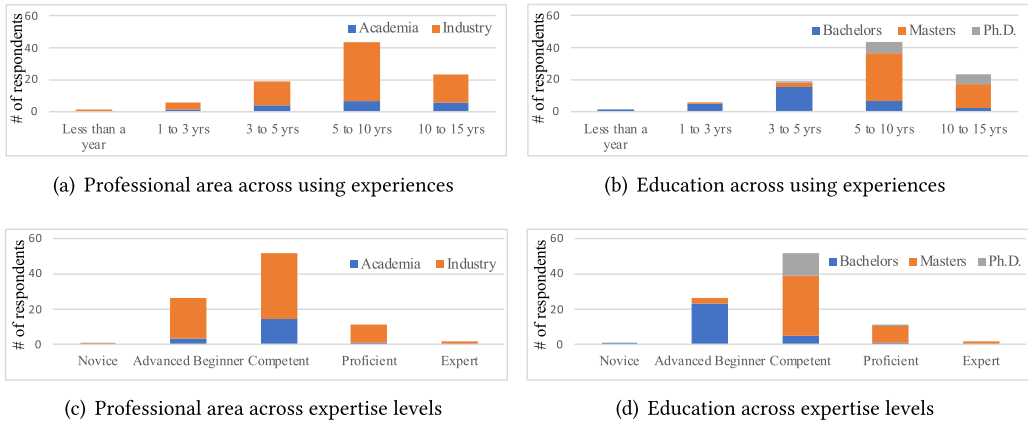 # of respondents
60
40
20
0
Academia Industry
Less than a year
1 to 3 yrs
3 to 5 yrs
5 to 10 yrs
10 to 15 yrs
(a) Professional area across using experiences
# of respondents
60
40
20
0
Bachelors Masters Ph.D.
Less than a year
1 to 3 yrs
3 to 5 yrs
5 to 10 yrs
10 to 15 yrs
(b) Education across using experiences
# of respondents
60
40
20
0
Academia Industry
Novice Advanced Beginner Competent Proficient Expert
(c) Professional area across expertise levels
# of respondents
60
40
20
0
Bachelors Masters Ph.D.
Novice Advanced Beginner Competent Proficient Expert
(d) Education across expertise levels